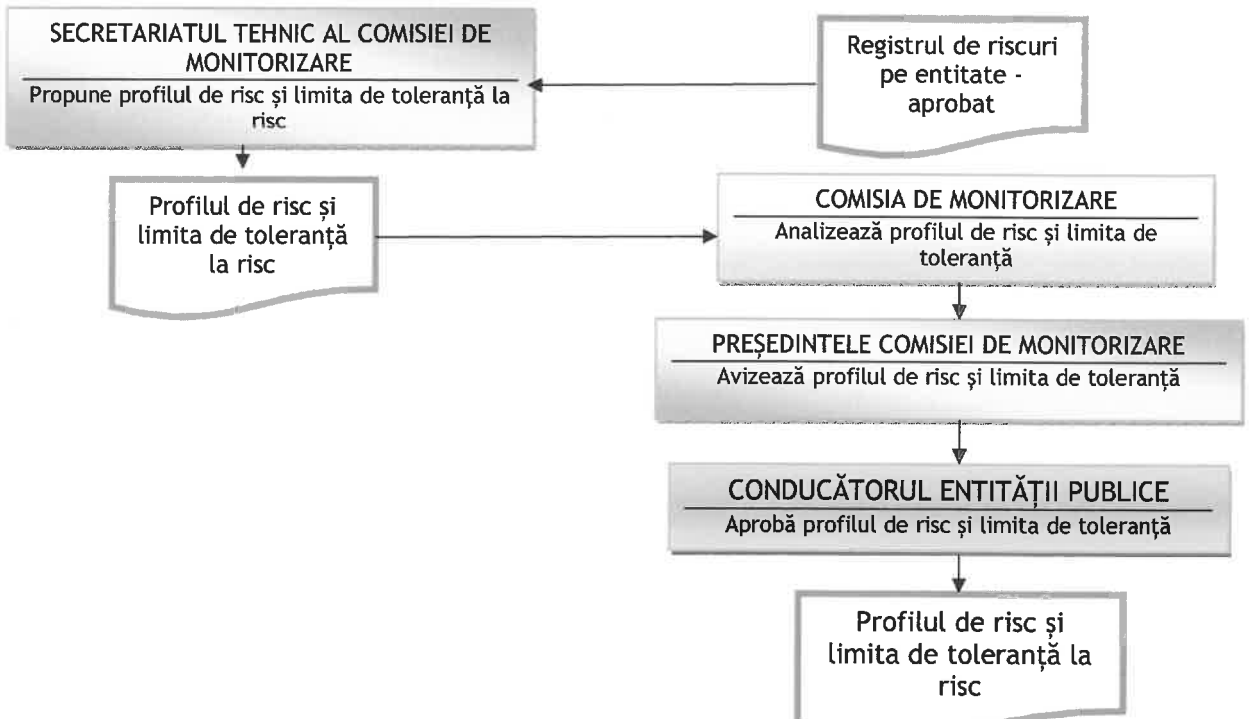 SECRETARIATUL TEHNIC AL COMISIEI DE
MONITORIZARE
Propune profilul de risc și limita de toleranță la
risc
Registrul de riscuri
pe entitate -
aprobat
Profilul de risc și
limita de toleranță
la risc
COMISIA DE MONITORIZARE
Analizează profilul de risc și limita de
toleranță
PREȘEDINTELE COMISIEI DE MONITORIZARE
Avizează profilul de risc și limita de toleranță
CONDUCĂTORUL ENTITĂȚII PUBLICE
Aprobă profilul de risc și limita de toleranță
Profilul de risc și
limita de toleranță la
risc